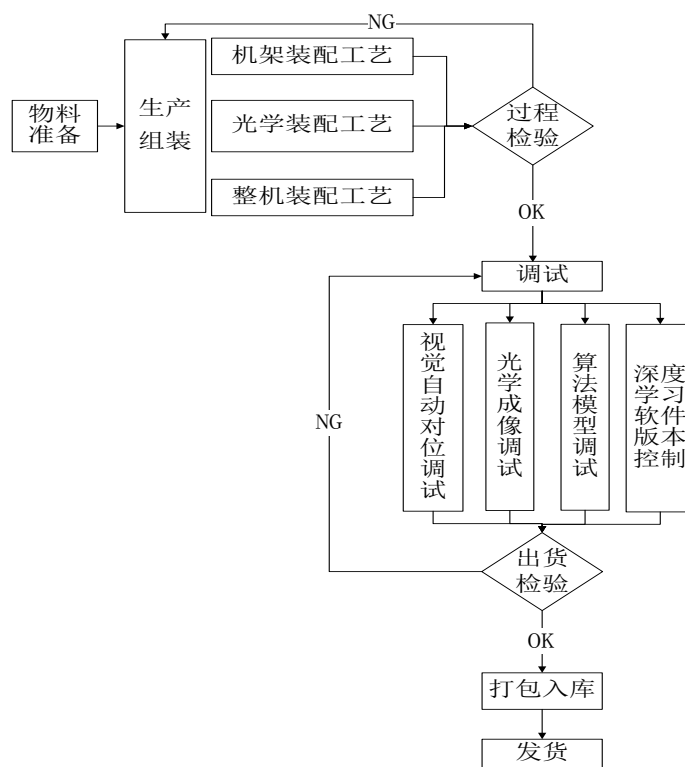 NG
物料
准备
生产
组装
机架装配工艺
光学装配工艺
整机装配工艺
过程
检验
OK
调试
视觉自动对位调试
光学成像调试
算法模型调试
深度
学习
软件
版本
控制
NG
出货
检验
OK
打包入库
发货